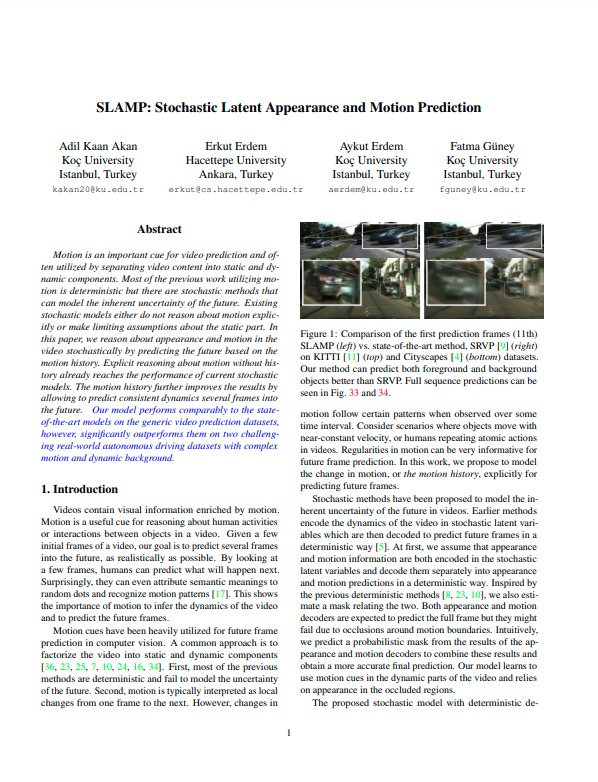 SLAMP: Stochastic Latent Appearance and Motion Prediction
Adil Kaan Akan
Koç University
Istanbul, Turkey
kakan20@ku.edu.tr
Erkut Erdem
Hacettepe University
Ankara, Turkey
erkut@cs.hacettepe.edu.tr
Aykut Erdem
Koç University
Istanbul, Turkey
aerdem@ku.edu.tr
Fatma Güney
Koç University
Istanbul, Turkey
fguney@ku.edu.tr
Abstract
Motion is an important cue for video prediction and of-
ten utilized by separating video content into static and dy-
namic components. Most of the previous work utilizing mo-
tion is deterministic but there are stochastic methods that
can model the inherent uncertainty of the future. Existing
stochastic models either do not reason about motion explic-
itly or make limiting assumptions about the static part. In
this paper, we reason about appearance and motion in the
video stochastically by predicting the future based on the
motion history. Explicit reasoning about motion without his-
tory already reaches the performance of current stochastic
models. The motion history further improves the results by
allowing to predict consistent dynamics several frames into
the future. Our model performs comparably to the state-
of-the-art models on the generic video prediction datasets,
however, significantly outperforms them on two challeng-
ing real-world autonomous driving datasets with complex
motion and dynamic background.
1. Introduction
Videos contain visual information enriched by motion.
Motion is a useful cue for reasoning about human activities
or interactions between objects in a video. Given a few
initial frames of a video, our goal is to predict several frames
into the future, as realistically as possible. By looking at
a few frames, humans can predict what will happen next.
Surprisingly, they can even attribute semantic meanings to
random dots and recognize motion patterns [17]. This shows
the importance of motion to infer the dynamics of the video
and to predict the future frames.
Motion cues have been heavily utilized for future frame
prediction in computer vision. A common approach is to
factorize the video into static and dynamic components
[36, 23, 25, 7, 10, 24, 16, 34]. First, most of the previous
methods are deterministic and fail to model the uncertainty
of the future. Second, motion is typically interpreted as local
changes from one frame to the next. However, changes in
Figure 1: Comparison of the first prediction frames (11th)
SLAMP (left) vs. state-of-the-art method, SRVP [9] (right)
on KITTI [11] (top) and Cityscapes [4] (bottom) datasets.
Our method can predict both foreground and background
objects better than SRVP. Full sequence predictions can be
seen in Fig. 33 and 34.
motion follow certain patterns when observed over some
time interval. Consider scenarios where objects move with
near-constant velocity, or humans repeating atomic actions
in videos. Regularities in motion can be very informative for
future frame prediction. In this work, we propose to model
the change in motion, or the motion history, explicitly for
predicting future frames.
Stochastic methods have been proposed to model the in-
herent uncertainty of the future in videos. Earlier methods
encode the dynamics of the video in stochastic latent vari-
ables which are then decoded to predict future frames in a
deterministic way [5]. At first, we assume that appearance
and motion information are both encoded in the stochastic
latent variables and decode them separately into appearance
and motion predictions in a deterministic way. Inspired by
the previous deterministic methods [8, 23, 10], we also esti-
mate a mask relating the two. Both appearance and motion
decoders are expected to predict the full frame but they might
fail due to occlusions around motion boundaries. Intuitively,
we predict a probabilistic mask from the results of the ap-
pearance and motion decoders to combine these results and
obtain a more accurate final prediction. Our model learns to
use motion cues in the dynamic parts of the video and relies
on appearance in the occluded regions.
The proposed stochastic model with deterministic de-
1